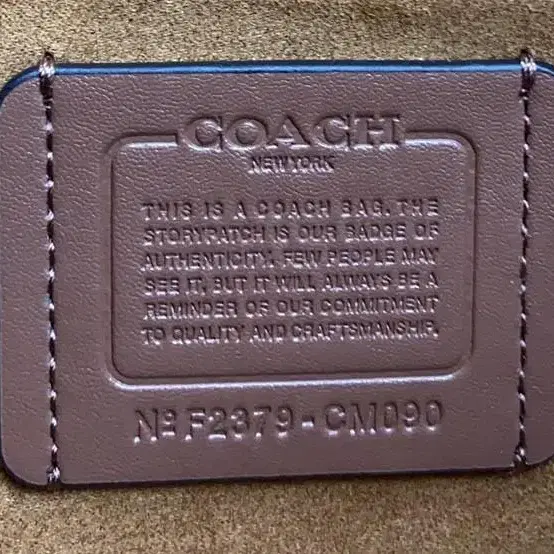 COACH
NEW YORK
THIS IS A COACH BAG. THE
STORYPATCH IS OUR BADGE OF
AUTHENTICITY. FEW PEOPLE MAY
SEE IT, BUT IT WILL ALWAYS BE A
REMINDER OF OUR COMMITMENT
TO QUALITY AND CRAFTSMANSHIP.
Nº F2379-CM090